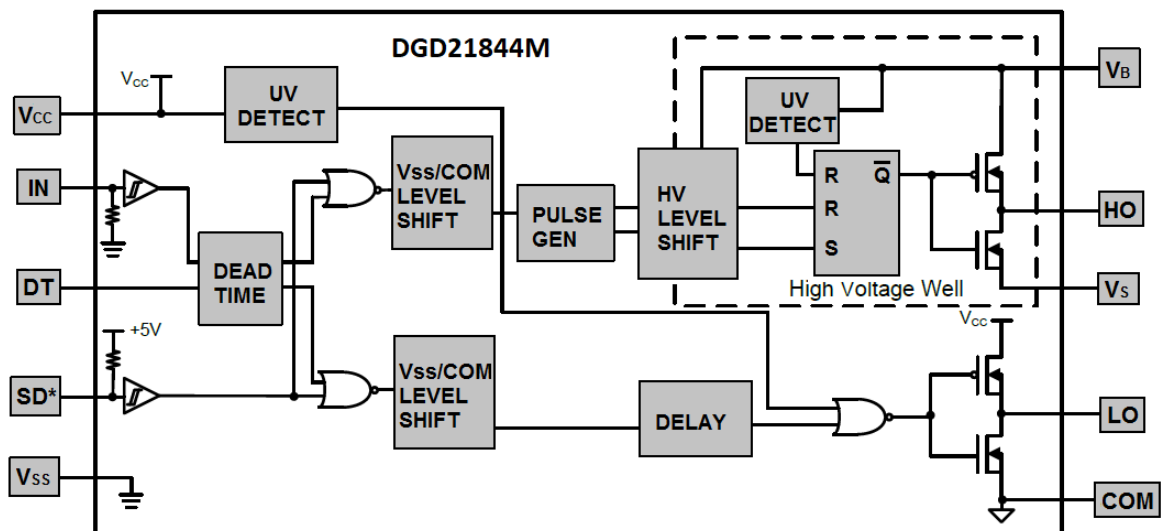 DGD21844M
VCC
VCC
UV
DETECT
VB
UV
DETECT
IN
Vss/COM
LEVEL
SHIFT
PULSE
GEN
HV
LEVEL
SHIFT
R
Q
R
S
HO
DEAD
TIME
DT
High Voltage Well
VS
+5V
VCC
SD*
Vss/COM
LEVEL
SHIFT
DELAY
LO
VSS
COM